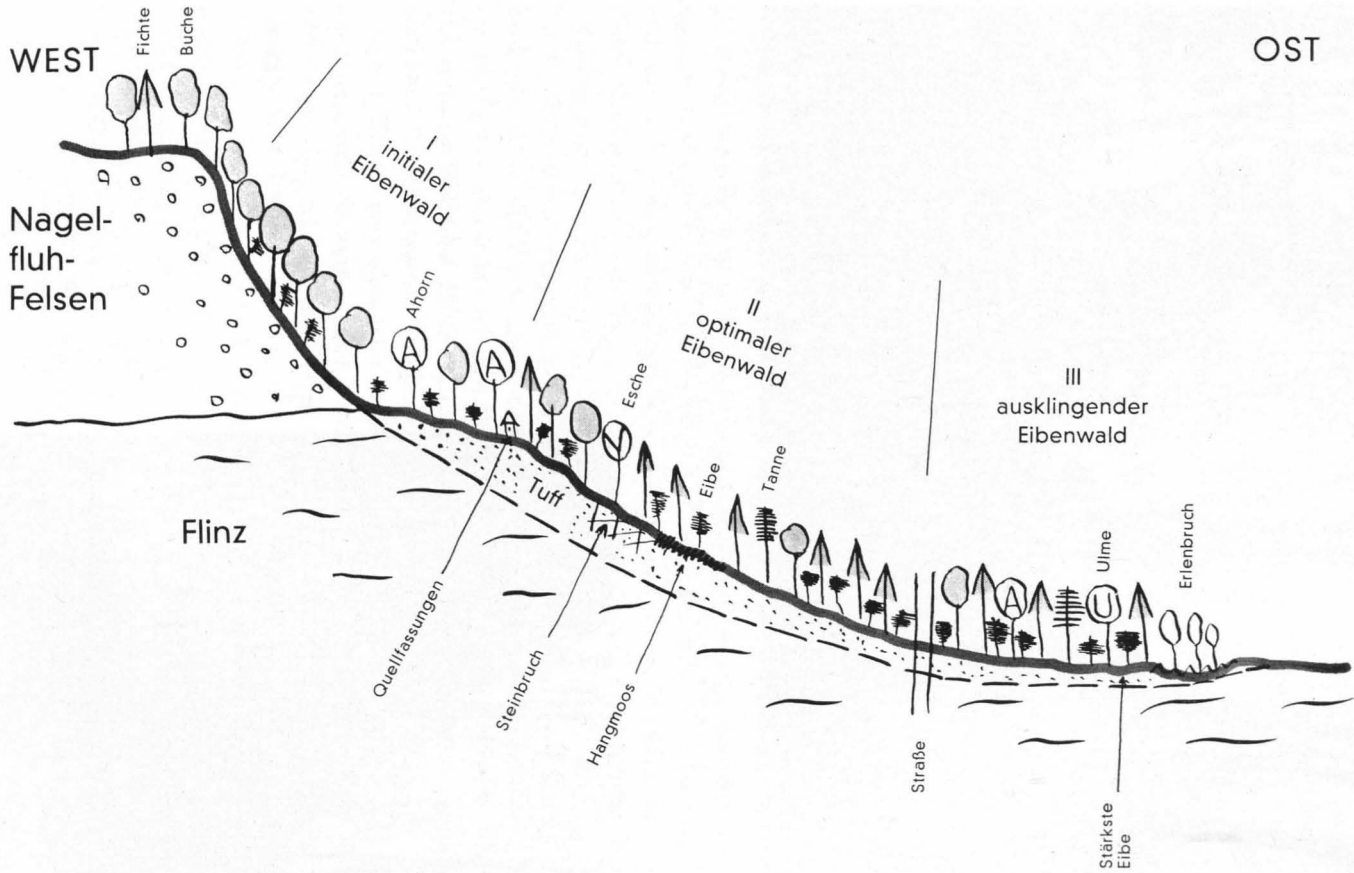 WEST
OST
Fichte
Buche
I
initialer
Eibenwald
Nagel-
fluh-
Felsen
Ahorn
A
A
II
optimaler
Eibenwald
Esche
III
ausklingender
Eibenwald
Eibe
Tanne
Tuff
Flinz
Ulme
Erlenbruch
A
U
Quellfassungen
Steinbruch
Hangmoos
Straße
Stärkste
Eibe